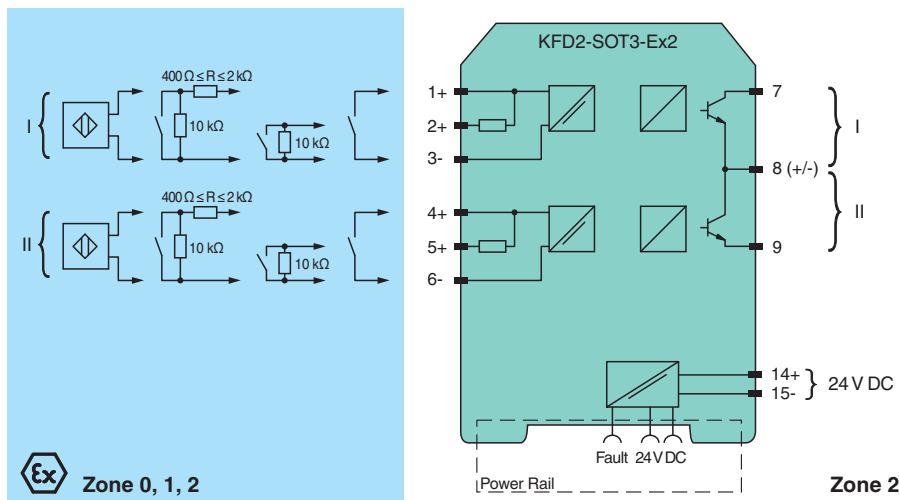 KFD2-SOT3-Ex2
400 Ω ≤ R ≤ 2 kΩ
I
10 kΩ
10 kΩ
1+
2+
3-
7
8 (+/-)
I
400 Ω ≤ R ≤ 2 kΩ
II
10 kΩ
10 kΩ
4+
5+
6-
9
II
14+
15-
24 V DC
Fault 24 V DC
Power Rail
Ex Zone 0, 1, 2
Zone 2